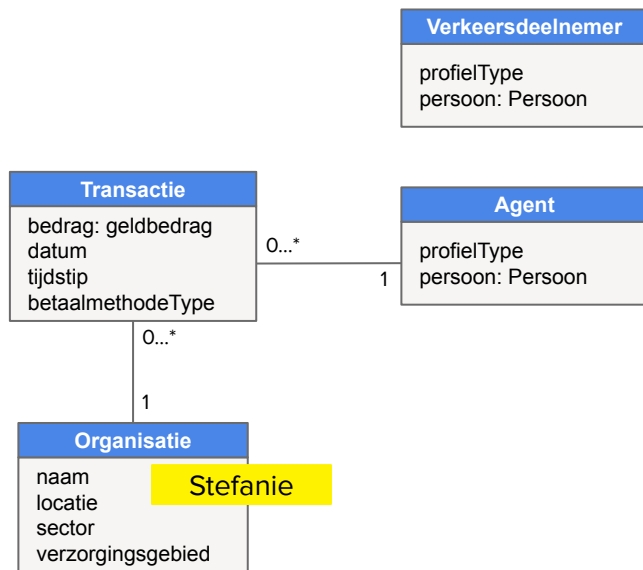 Verkeersdeelnemer
profielType
persoon: Persoon
Transactie
bedrag: geldbedrag
datum
tijdstip
betaalmethodeType
0...*
1
Agent
profielType
persoon: Persoon
0...*
1
Organisatie
naam
locatie
sector
verzorgingsgebied
Stefanie